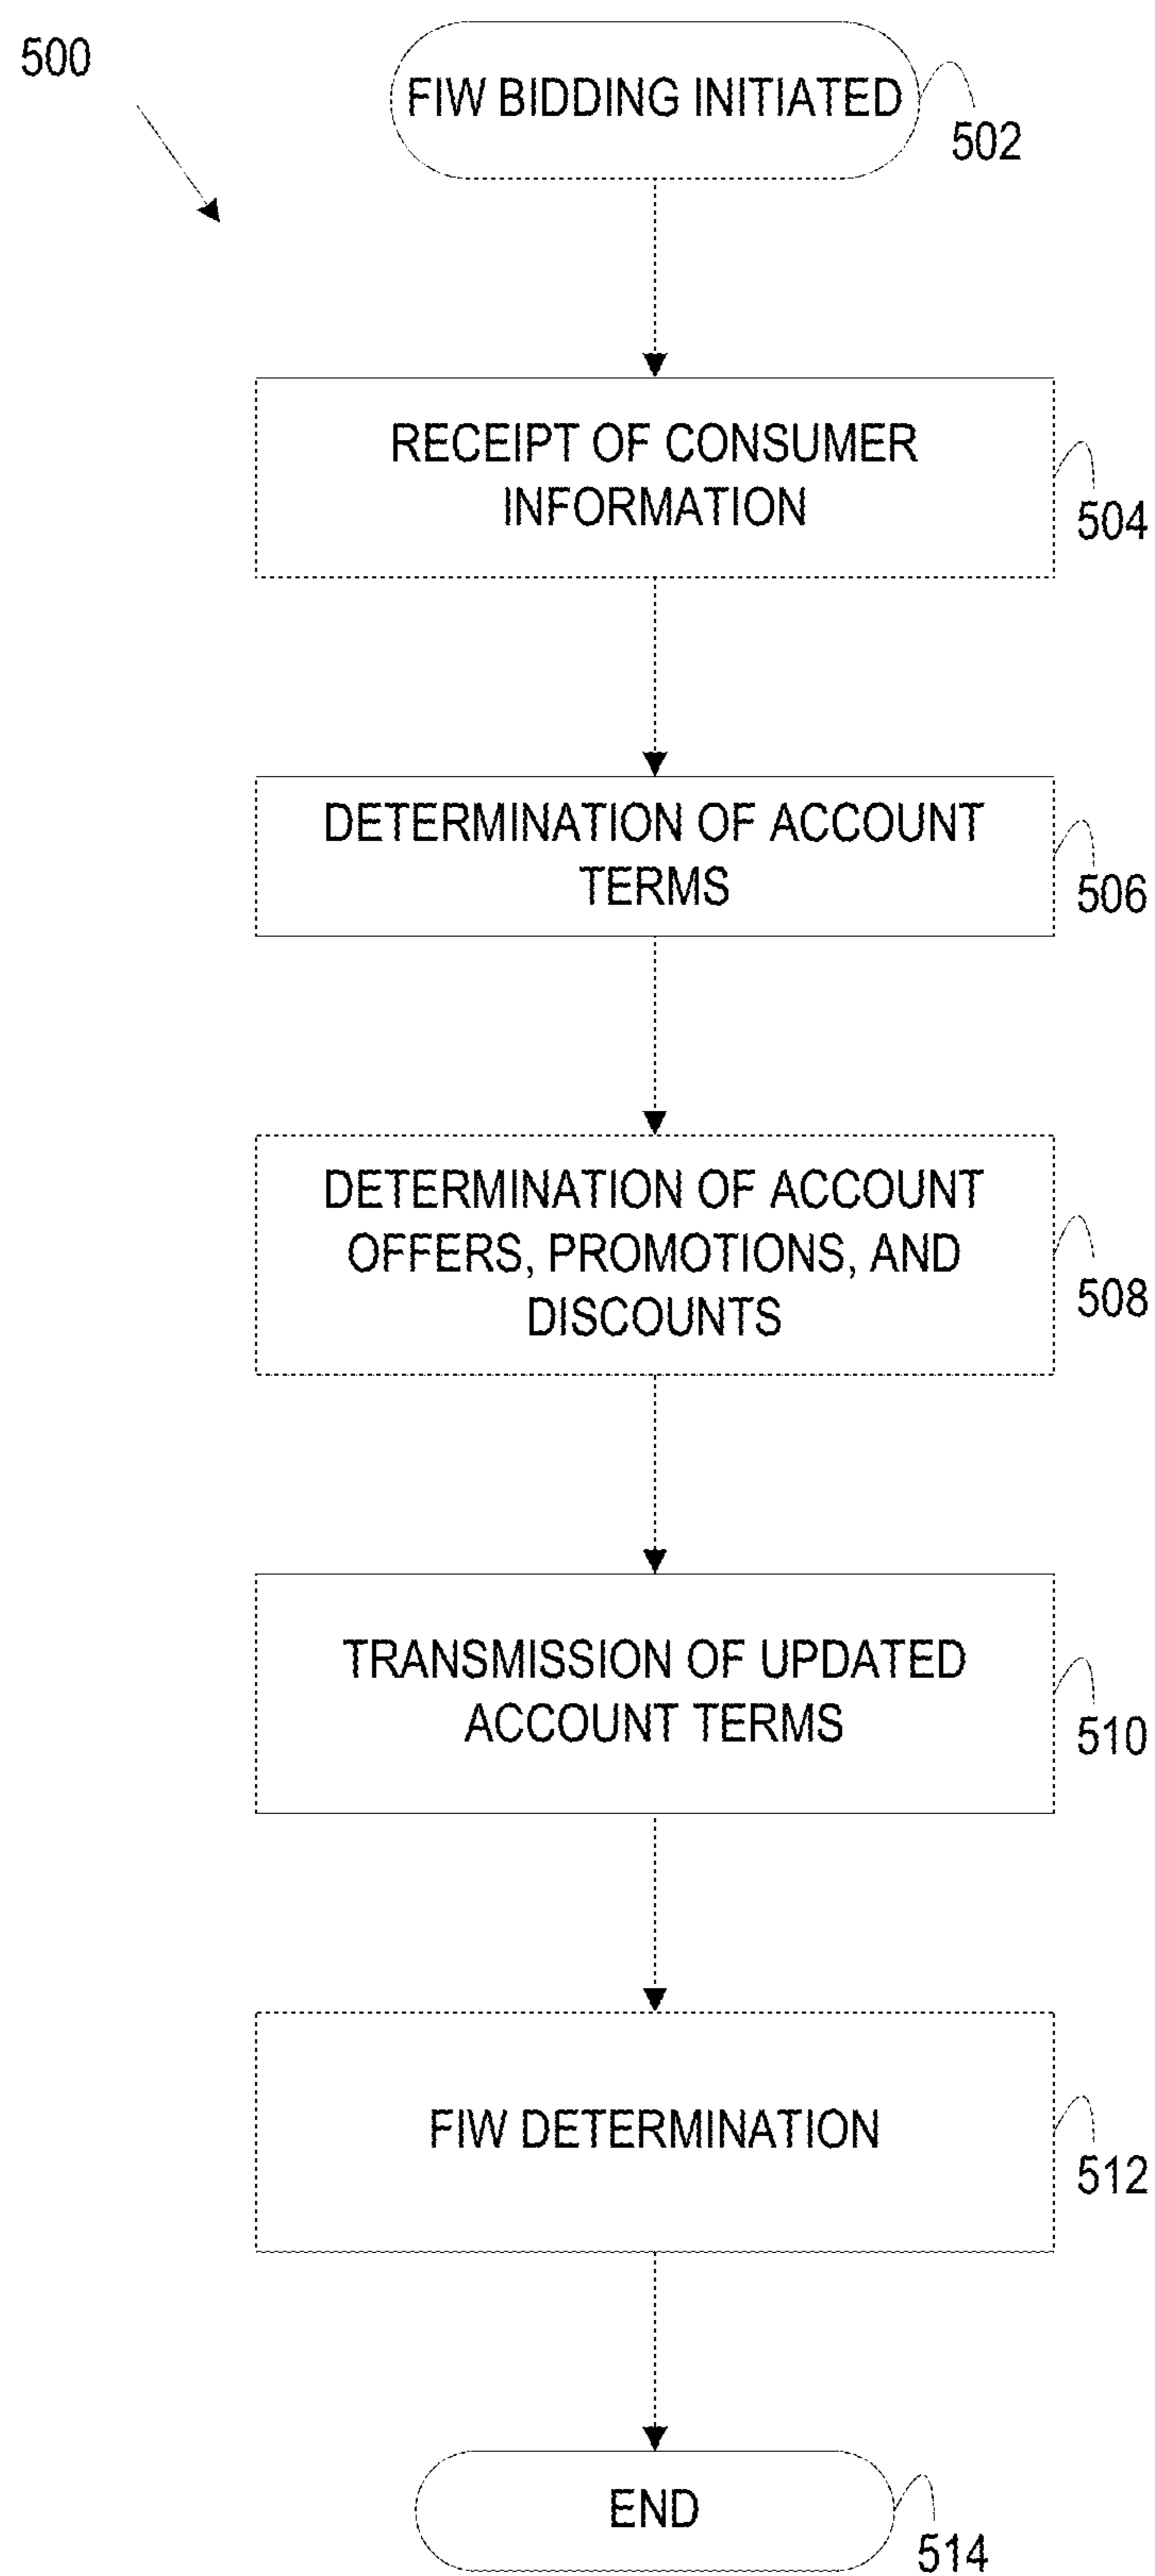 500
FIW BIDDING INITIATED
502
RECEIPT OF CONSUMER
INFORMATION
504
DETERMINATION OF ACCOUNT
TERMS
506
DETERMINATION OF ACCOUNT
OFFERS, PROMOTIONS, AND
DISCOUNTS
508
TRANSMISSION OF UPDATED
ACCOUNT TERMS
510
FIW DETERMINATION
512
END
514